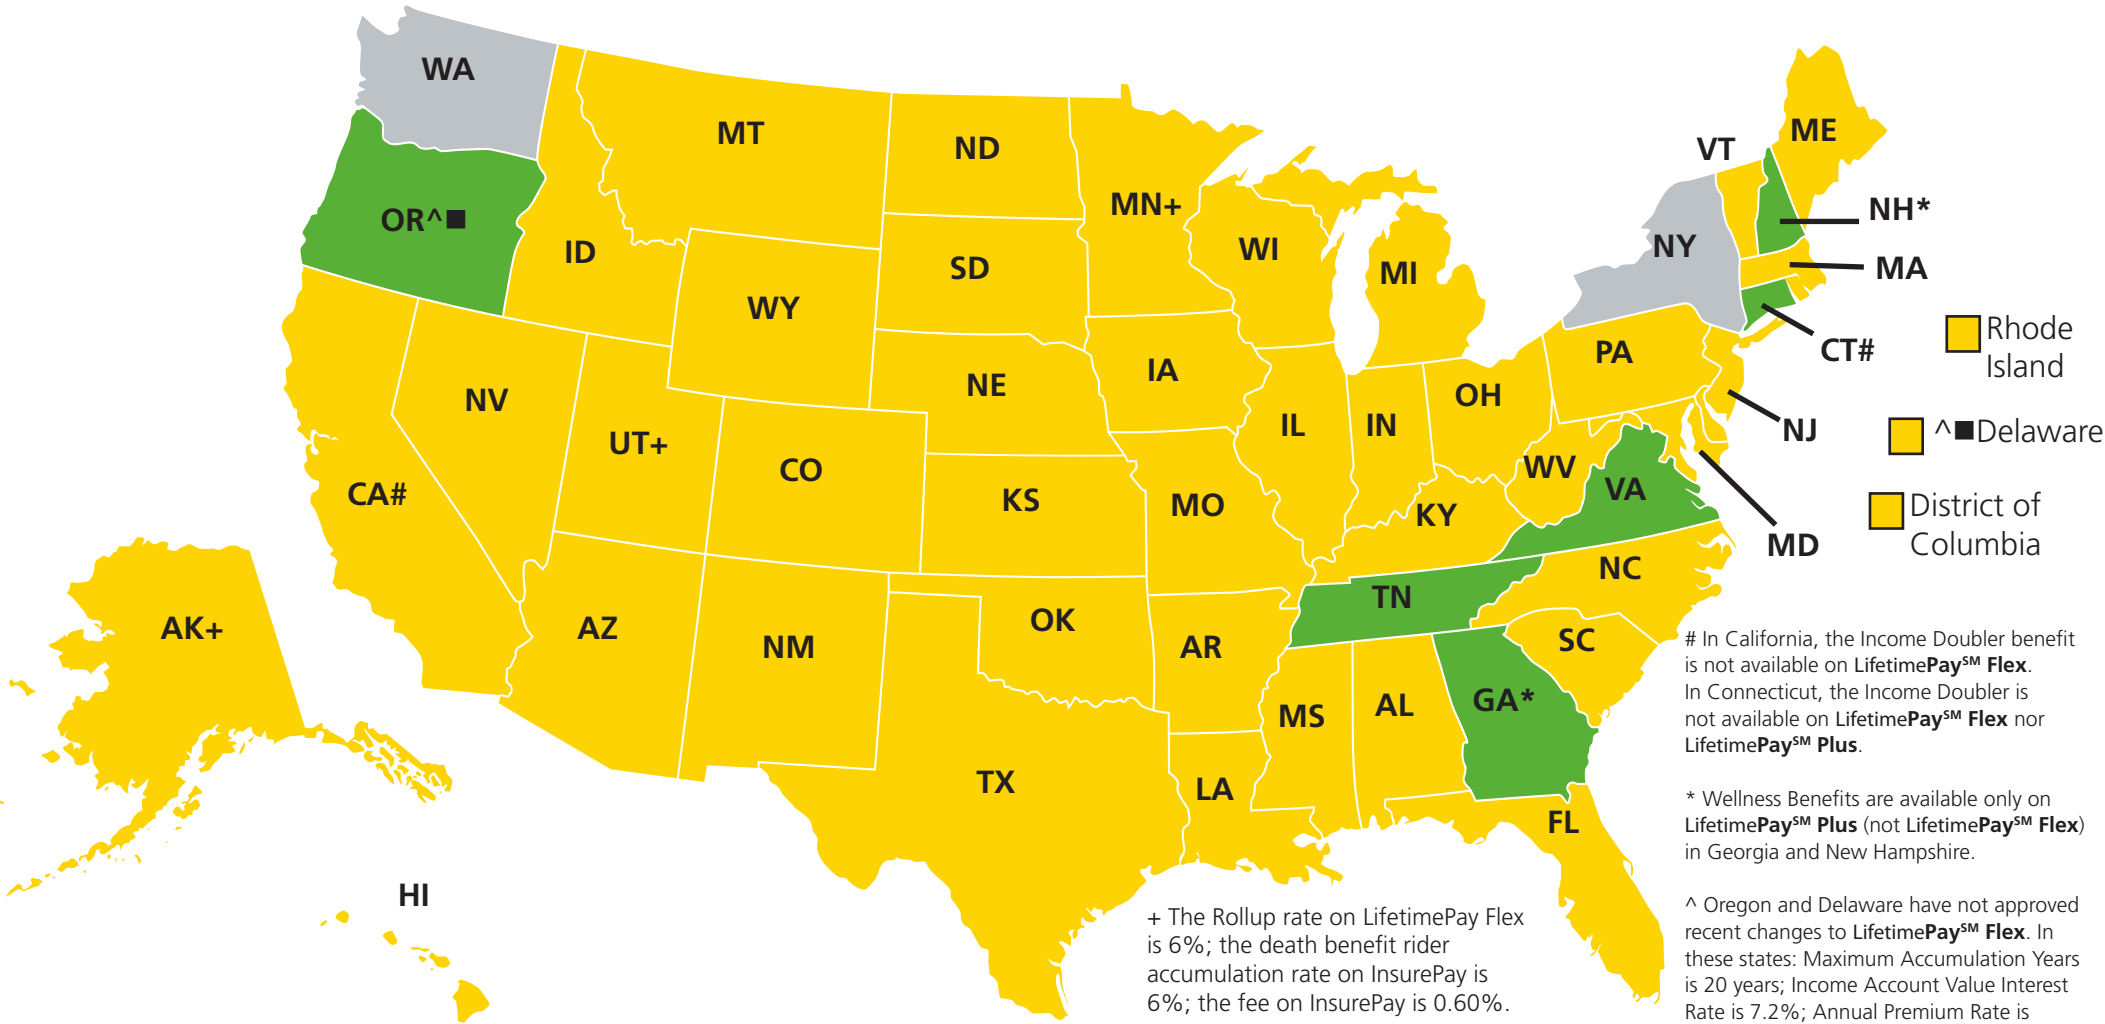 WA
MT
ND
MN+
VT
ME
OR^■
ID
SD
WI
MI
NY
NH*
MA
WY
NE
IA
PA
CT#
Rhode
Island
NV
UT+
CO
IL
IN
OH
NJ
^■Delaware
CA#
KS
MO
KY
WV
VA
MD
District of
Columbia
AK+
AZ
NM
OK
AR
TN
NC
SC
TX
LA
MS
AL
GA*
FL
HI
# In California, the Income Doubler benefit
is not available on LifetimePay℠ Flex.
In Connecticut, the Income Doubler is
not available on LifetimePay℠ Flex nor
LifetimePay℠ Plus.
* Wellness Benefits are available only on
LifetimePay℠ Plus (not LifetimePay℠ Flex)
in Georgia and New Hampshire.
+ The Rollup rate on LifetimePay Flex
is 6%; the death benefit rider
accumulation rate on InsurePay is
6%; the fee on InsurePay is 0.60%.
^ Oregon and Delaware have not approved
recent changes to LifetimePay℠ Flex. In
these states: Maximum Accumulation Years
is 20 years; Income Account Value Interest
Rate is 7.2%; Annual Premium Rate is